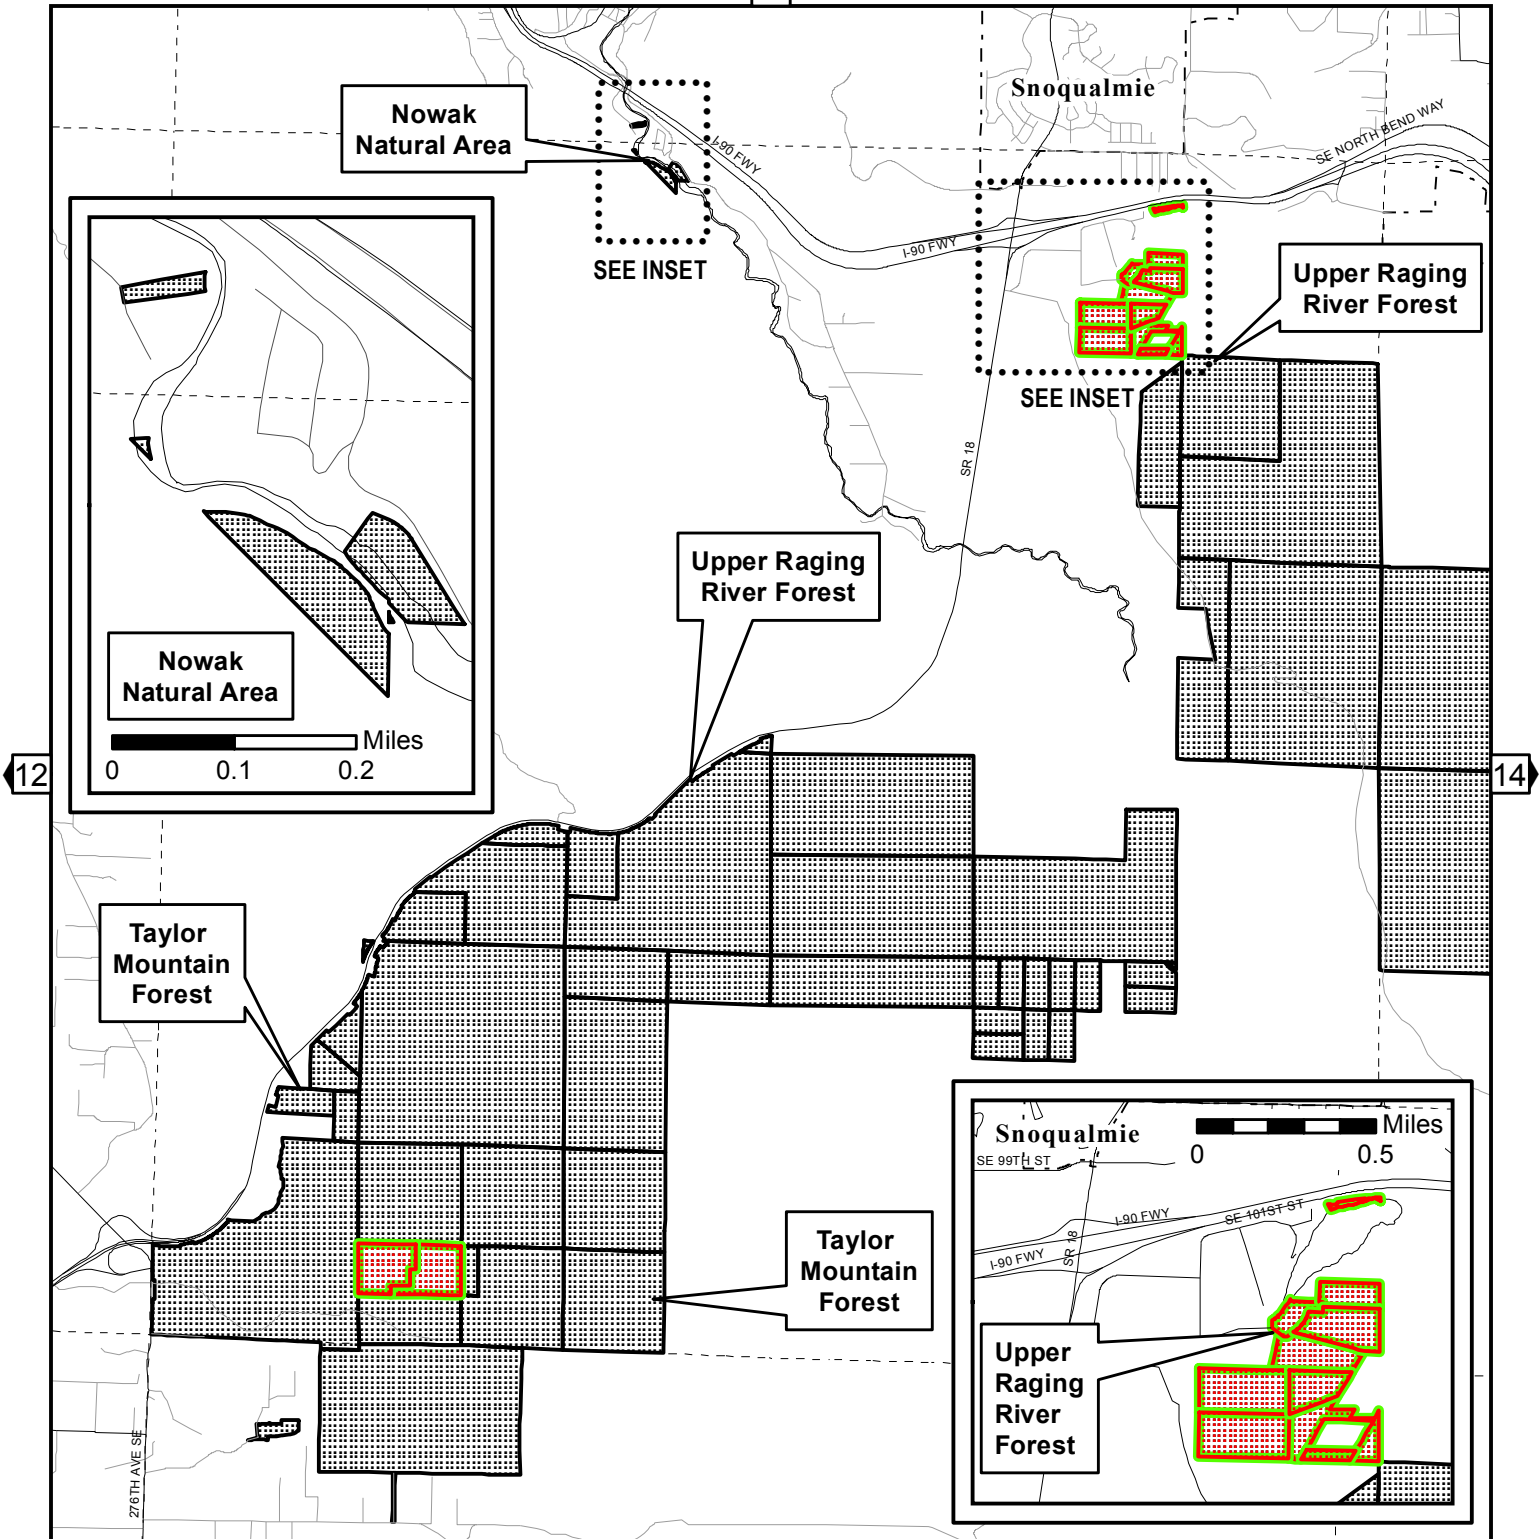 Snoqualmie
Nowak
Natural Area
I-90 FWY
SE NORTH BEND WAY
I-90 FWY
SEE INSET
Upper Raging
River Forest
SEE INSET
SR 18
Upper Raging
River Forest
Nowak
Natural Area
Miles
0 0.1 0.2
12
14
Taylor
Mountain
Forest
Taylor
Mountain
Forest
276TH AVE SE
Snoqualmie
Miles
0 0.5
SE 99TH ST
I-90 FWY
SE 101ST ST
I-90 FWY
SR 18
Upper
Raging
River
Forest